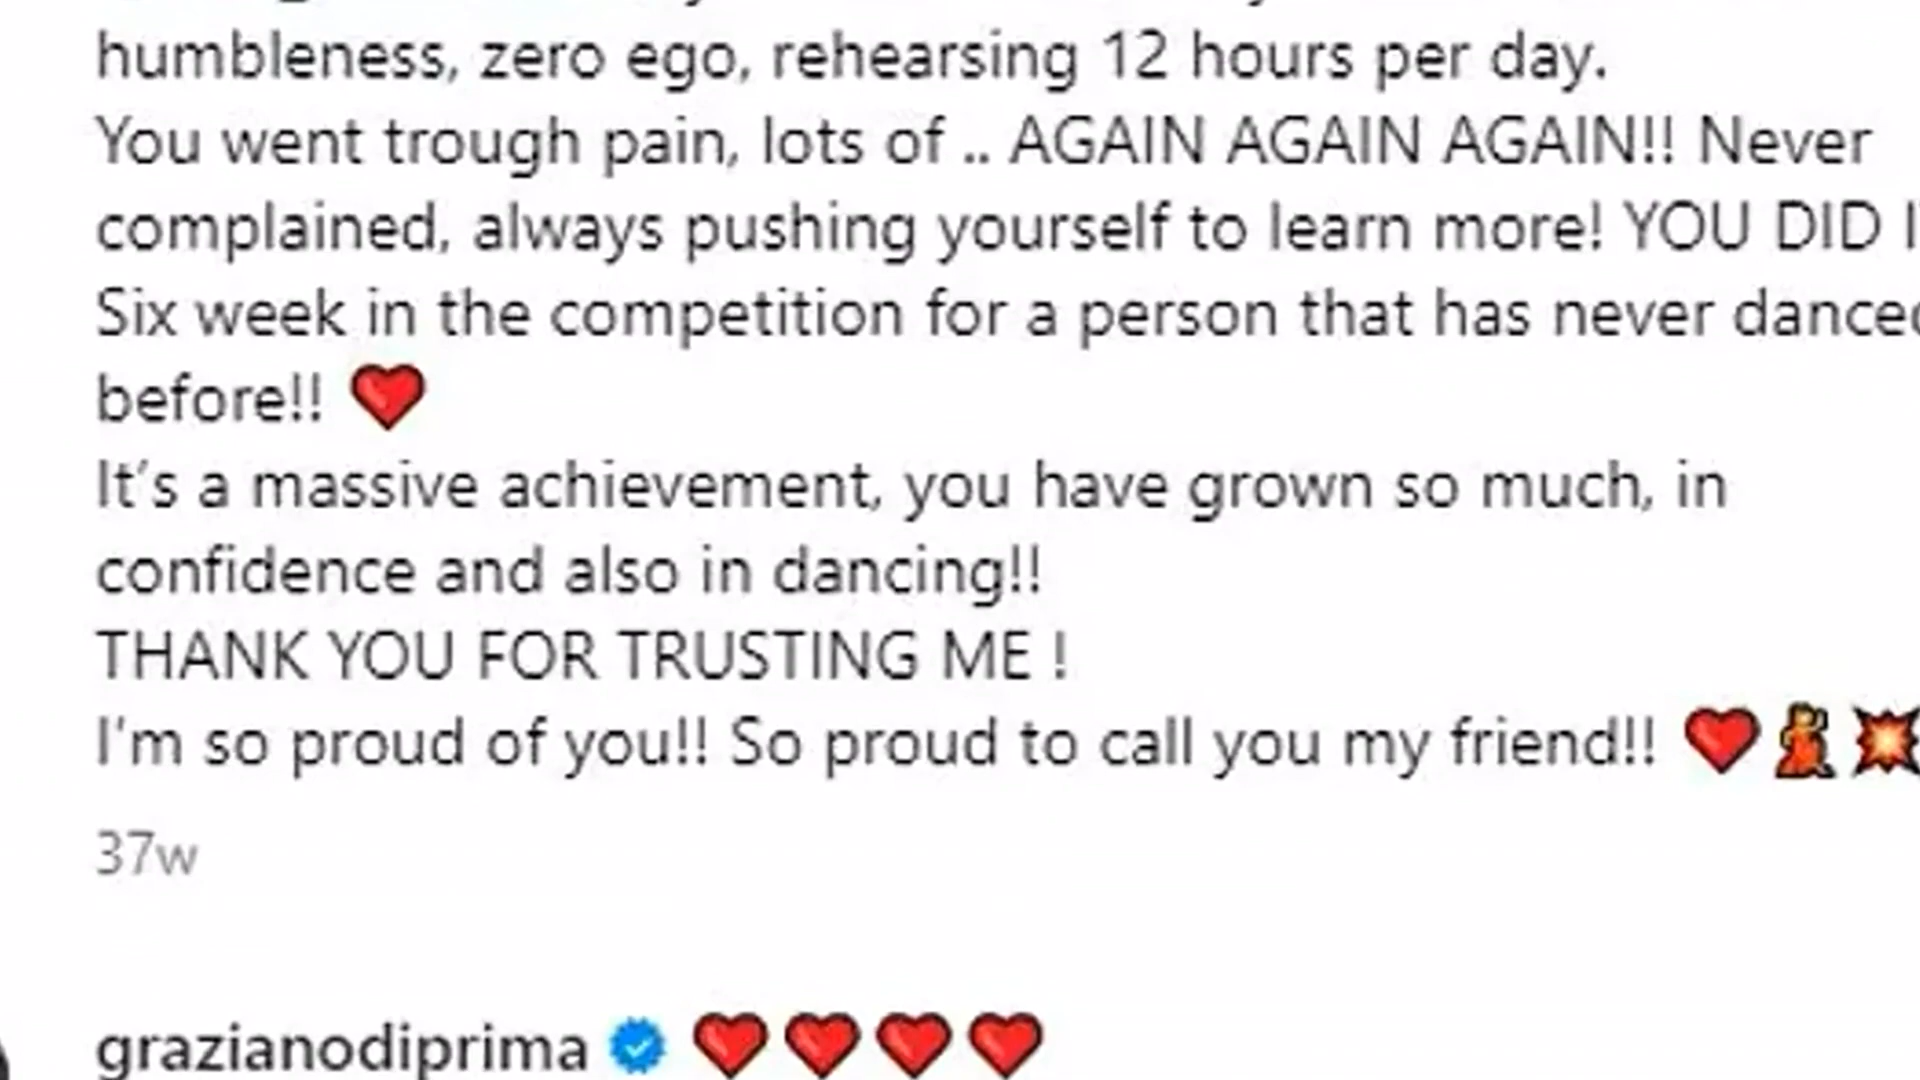 humbleness, zero ego, rehearsing 12 hours per day.
You went trough pain, lots of .. AGAIN AGAIN AGAIN!! Never
complained, always pushing yourself to learn more! YOU DID
Six week in the competition for a person that has never danced
before!! ❤️
It's a massive achievement, you have grown so much, in
confidence and also in dancing!!
THANK YOU FOR TRUSTING ME !
I'm so proud of you!! So proud to call you my friend!! ❤️💃💥
37w
grazianodiprima ❤️❤️❤️❤️